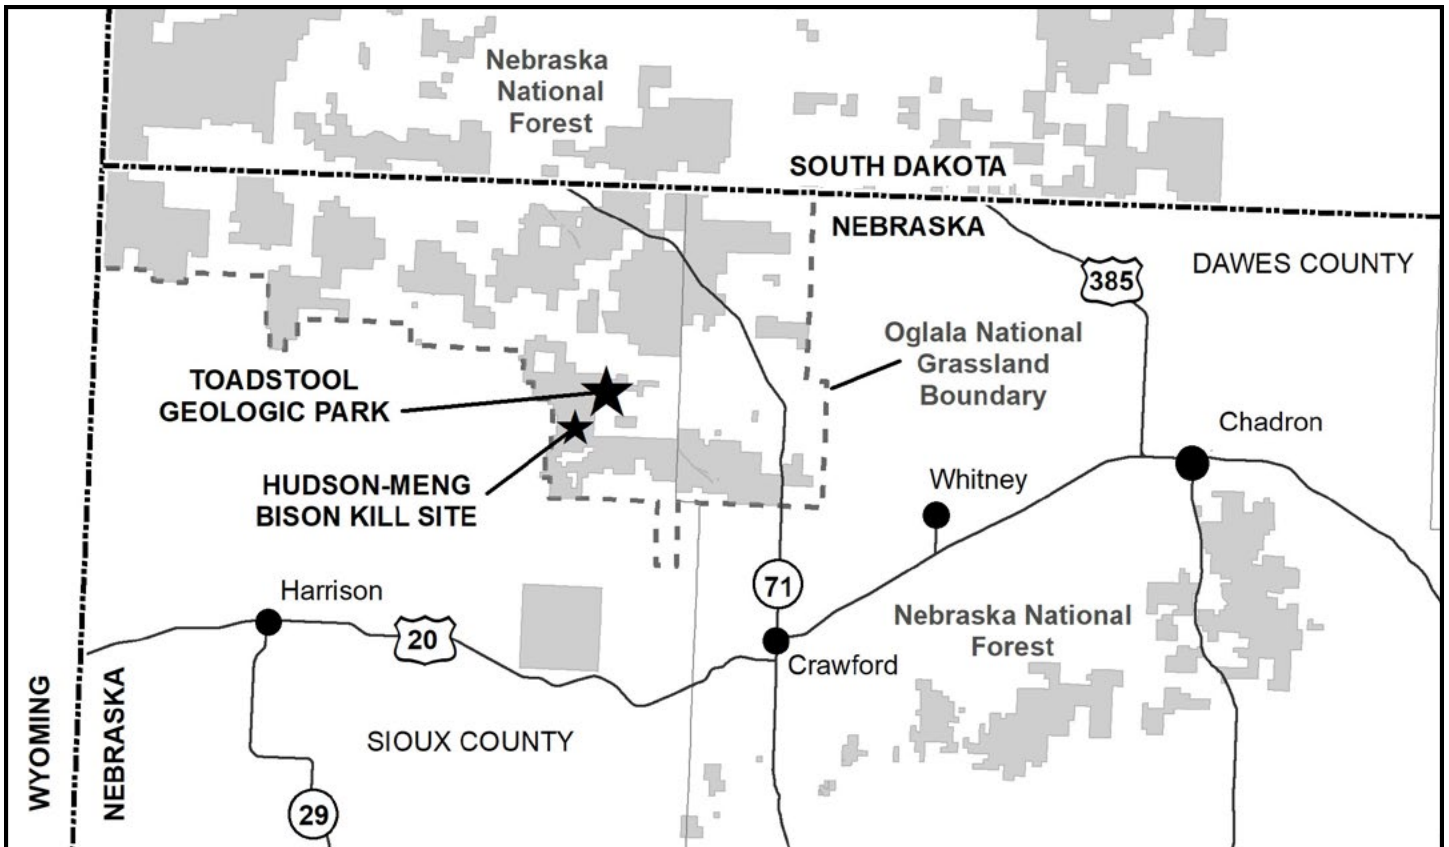 Nebraska
National
Forest
SOUTH DAKOTA
NEBRASKA
DAWES COUNTY
385
Oglala National
Grassland
Boundary
TOADSTOOL
GEOLOGIC PARK
Chadron
HUDSON-MENG
BISON KILL SITE
Whitney
71
Harrison
20
Nebraska National
Forest
Crawford
WYOMING
NEBRASKA
SIOUX COUNTY
29